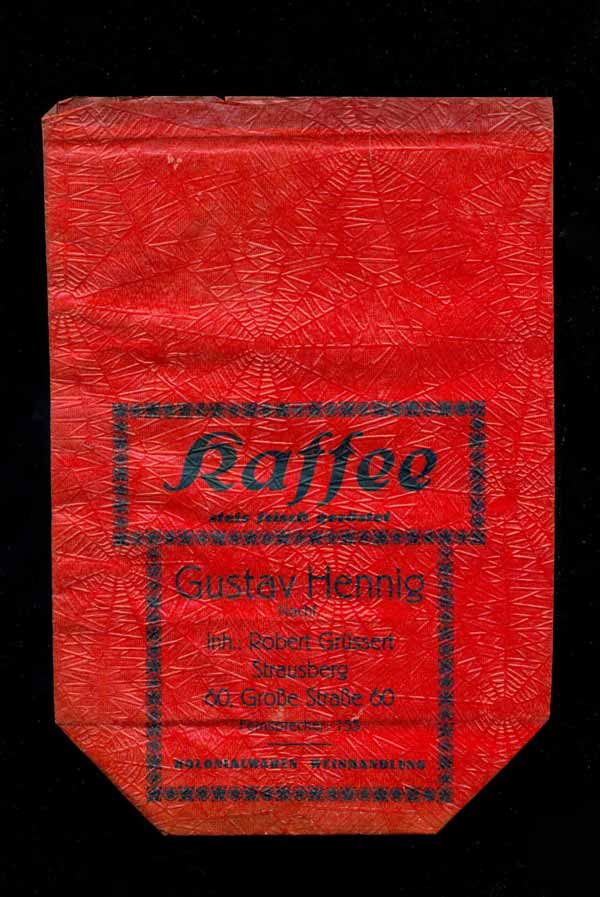 Kaffee
stets frisch geröstet
Gustav Hennig
Nachf.
Inh.: Robert Grüssert
Strausberg
60, Große Straße 60
Fernsprecher:
KOLONIALWAREN WEINHANDLUNG